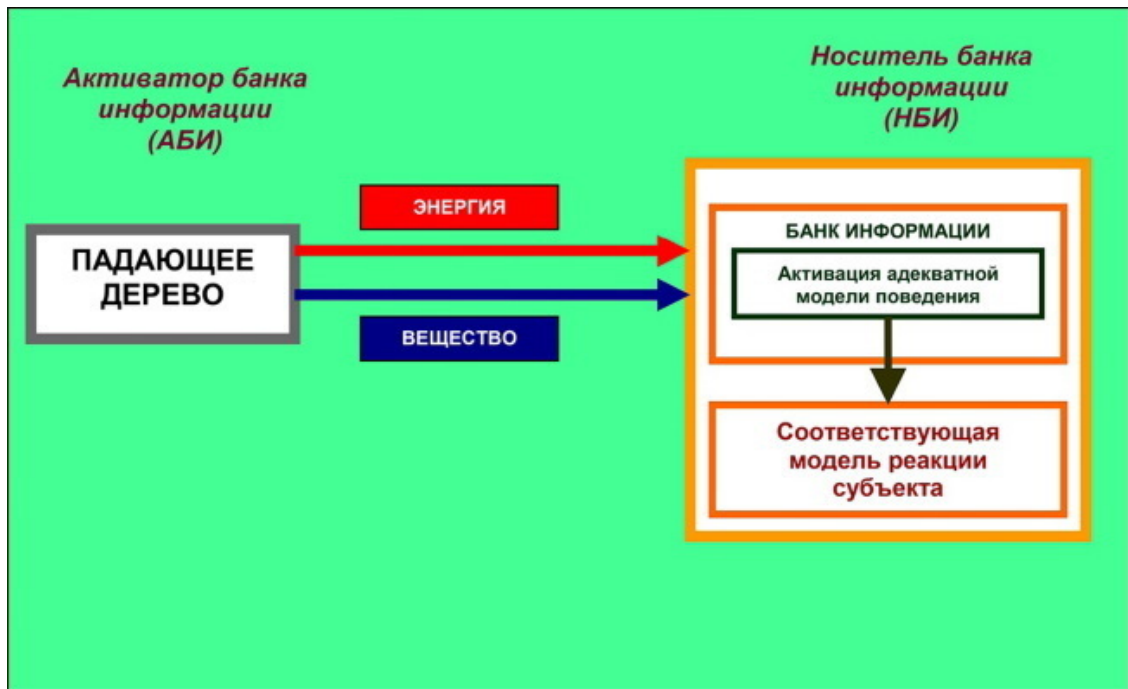 Активатор банка
информации
(АБИ)
Носитель банка
информации
(НБИ)
ЭНЕРГИЯ
ПАДАЮЩЕЕ
ДЕРЕВО
ВЕЩЕСТВО
БАНК ИНФОРМАЦИИ
Активация адекватной
модели поведения
Соответствующая
модель реакции
субъекта